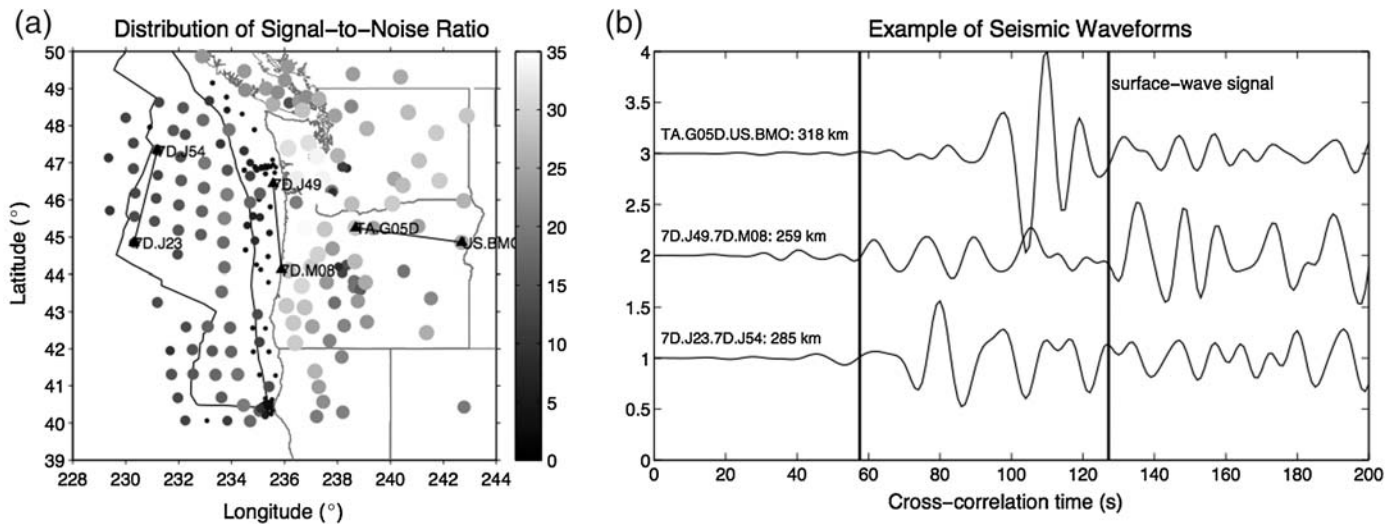 (a)
Distribution of Signal-to-Noise Ratio
50
49
48
47
46
45
44
43
42
41
40
39
Latitude (°)
228 230 232 234 236 238 240 242 244
Longitude (°)
35
30
25
20
15
10
5
0
7D.J54
7D.J49
7D.J23
TA.G05D
US.BMO
7D.M08
(b)
Example of Seismic Waveforms
4
3.5
3
2.5
2
1.5
1
0.5
0
surface-wave signal
TA.G05D.US.BMO: 318 km
7D.J49.7D.M08: 259 km
7D.J23.7D.J54: 285 km
0 20 40 60 80 100 120 140 160 180 200
Cross-correlation time (s)